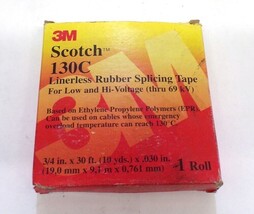 3M
Scotch™
130C
Linerless Rubber Splicing Tape
For Low and Hi-Voltage (thru 69 kV)
Based on Ethylene Propylene Polymers (EPR)
Can be used on cables whose emergency
overload temperature can reach 130°C.
3/4 in. x 30 ft. (10 yds.) x .030 in.
(19,0 mm x 9,1 m x 0,761 mm)
1 Roll